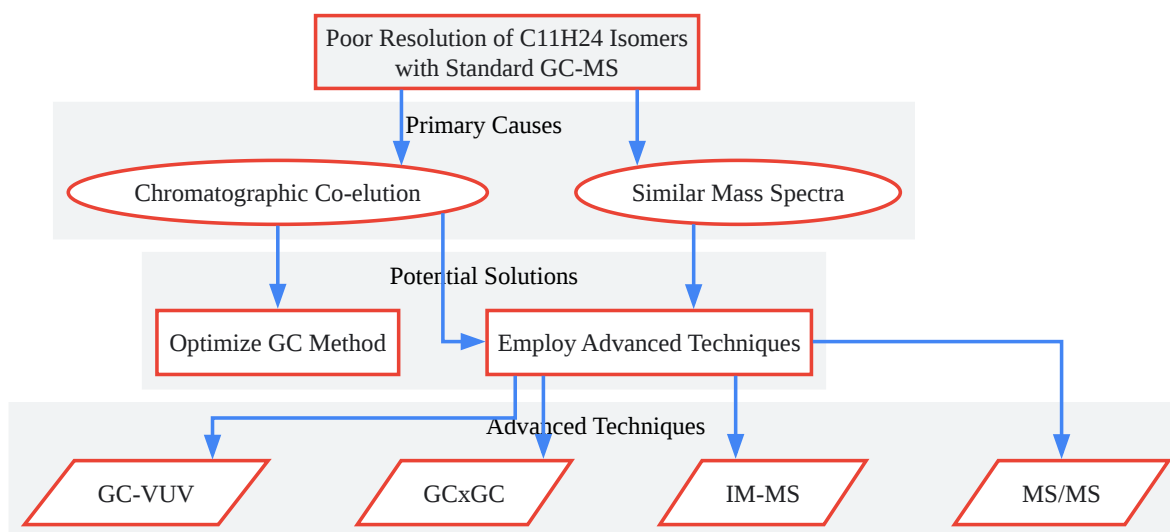 Poor Resolution of C11H24 Isomers
with Standard GC-MS
Primary Causes
Chromatographic Co-elution
Similar Mass Spectra
Potential Solutions
Optimize GC Method
Employ Advanced Techniques
Advanced Techniques
GC-VUV
GCxGC
IM-MS
MS/MS